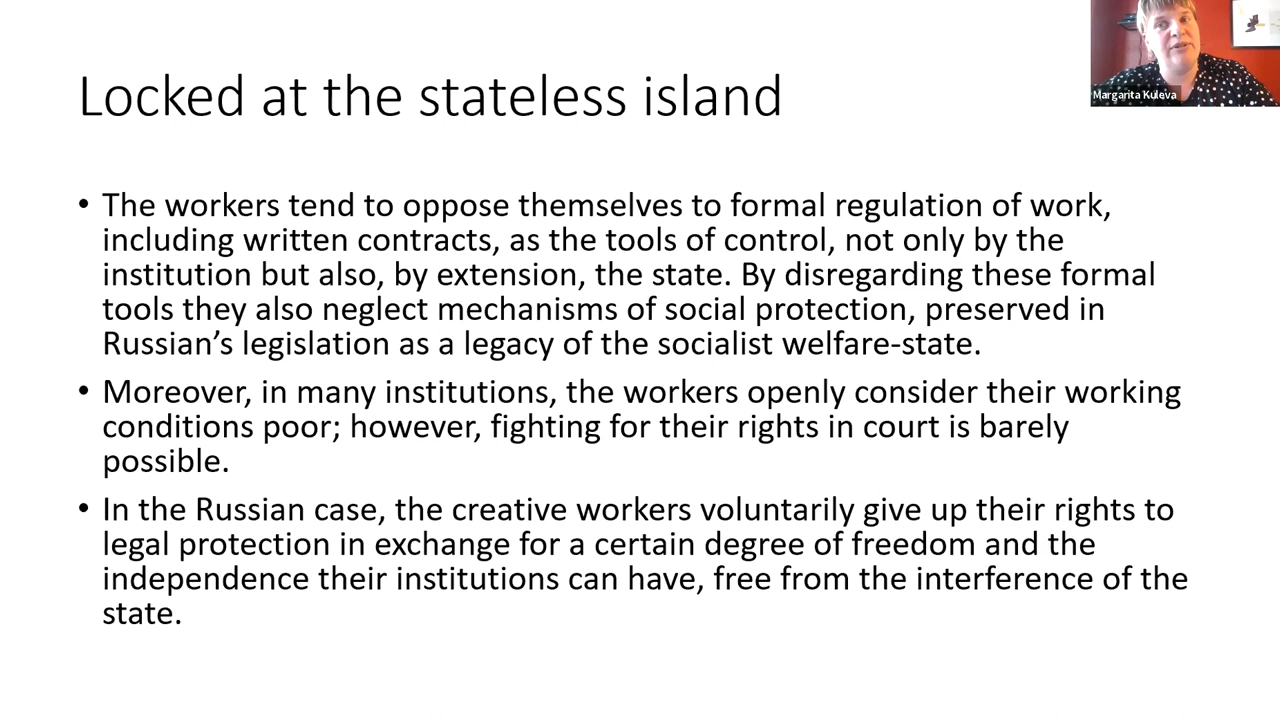 Locked at the stateless island
Margarita Kuleva
• The workers tend to oppose themselves to formal regulation of work,
including written contracts, as the tools of control, not only by the
institution but also, by extension, the state. By disregarding these formal
tools they also neglect mechanisms of social protection, preserved in
Russian’s legislation as a legacy of the socialist welfare-state.
• Moreover, in many institutions, the workers openly consider their working
conditions poor; however, fighting for their rights in court is barely
possible.
• In the Russian case, the creative workers voluntarily give up their rights to
legal protection in exchange for a certain degree of freedom and the
independence their institutions can have, free from the interference of the
state.